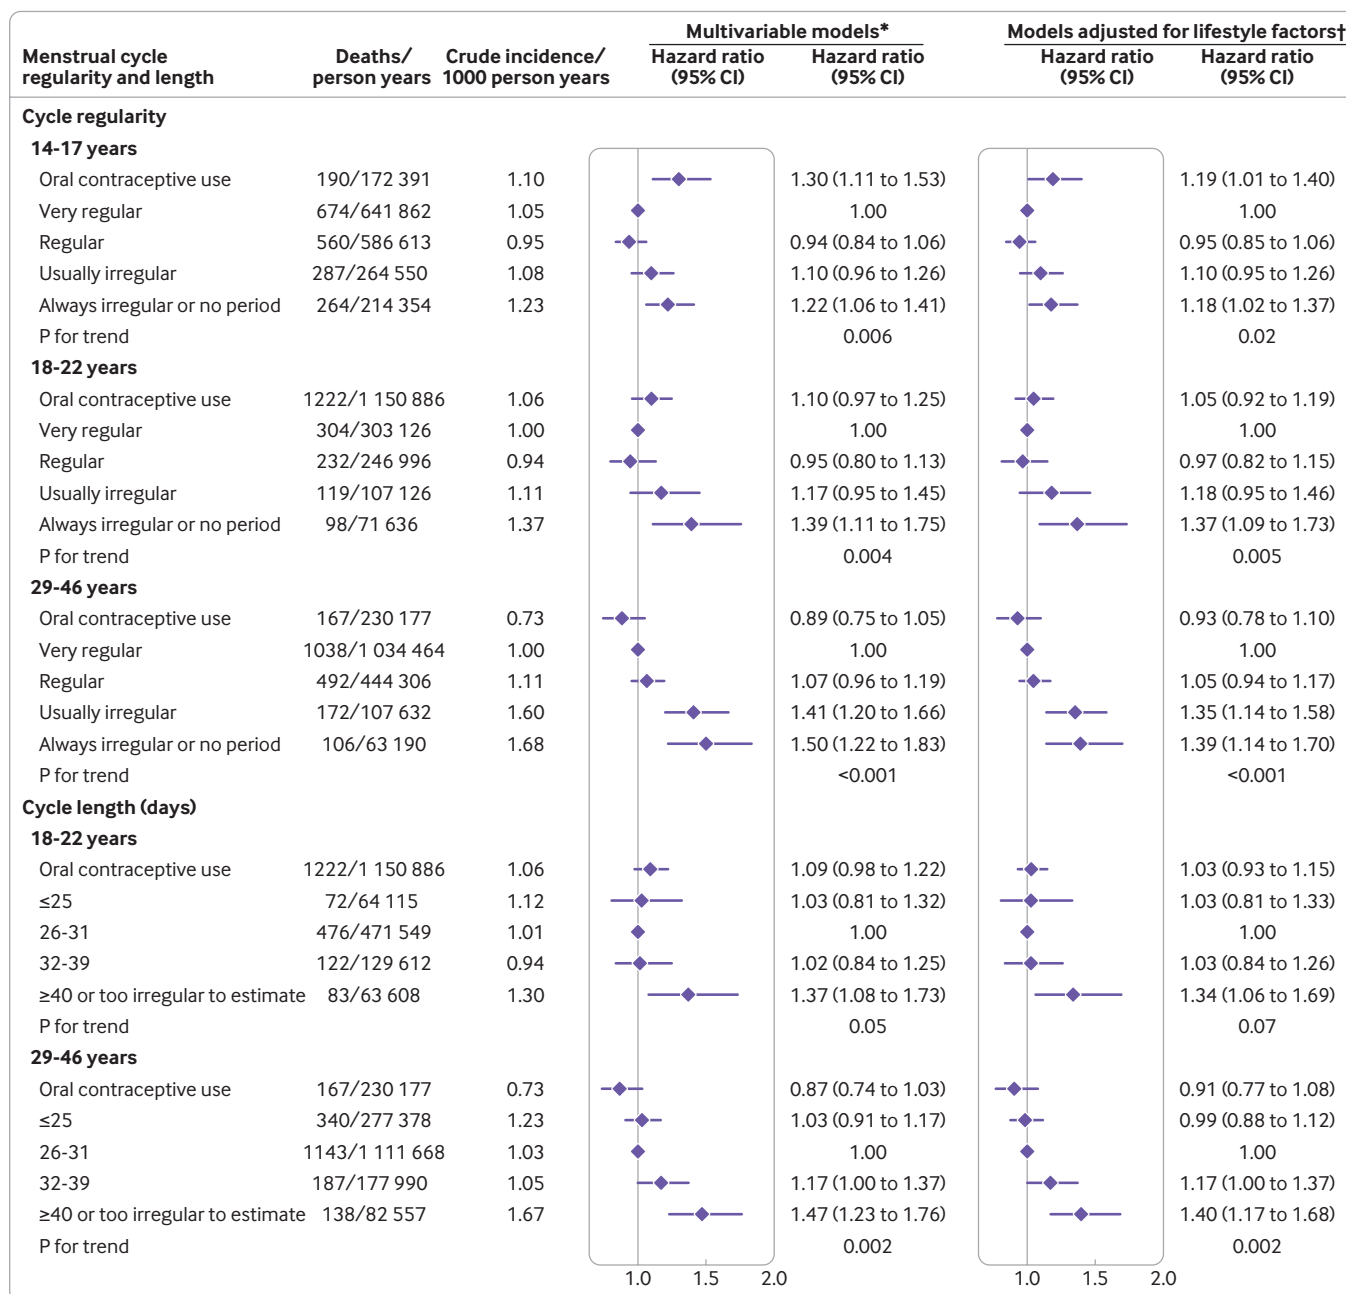 Multivariable models* Models adjusted for lifestyle factors†
Menstrual cycle Deaths/ Crude incidence/ Hazard ratio Hazard ratio Hazard ratio Hazard ratio
regularity and length person years 1000 person years (95% CI) (95% CI) (95% CI) (95% CI)
Cycle regularity
14-17 years
Oral contraceptive use 190/172 391 1.10 1.30 (1.11 to 1.53) 1.19 (1.01 to 1.40)
Very regular 674/641 862 1.05 1.00 1.00
Regular 560/586 613 0.95 0.94 (0.84 to 1.06) 0.95 (0.85 to 1.06)
Usually irregular 287/264 550 1.08 1.10 (0.96 to 1.26) 1.10 (0.95 to 1.26)
Always irregular or no period 264/214 354 1.23 1.22 (1.06 to 1.41) 1.18 (1.02 to 1.37)
P for trend 0.006 0.02
18-22 years
Oral contraceptive use 1222/1 150 886 1.06 1.10 (0.97 to 1.25) 1.05 (0.92 to 1.19)
Very regular 304/303 126 1.00 1.00 1.00
Regular 232/246 996 0.94 0.95 (0.80 to 1.13) 0.97 (0.82 to 1.15)
Usually irregular 119/107 126 1.11 1.17 (0.95 to 1.45) 1.18 (0.95 to 1.46)
Always irregular or no period 98/71 636 1.37 1.39 (1.11 to 1.75) 1.37 (1.09 to 1.73)
P for trend 0.004 0.005
29-46 years
Oral contraceptive use 167/230 177 0.73 0.89 (0.75 to 1.05) 0.93 (0.78 to 1.10)
Very regular 1038/1 034 464 1.00 1.00 1.00
Regular 492/444 306 1.11 1.07 (0.96 to 1.19) 1.05 (0.94 to 1.17)
Usually irregular 172/107 632 1.60 1.41 (1.20 to 1.66) 1.35 (1.14 to 1.58)
Always irregular or no period 106/63 190 1.68 1.50 (1.22 to 1.83) 1.39 (1.14 to 1.70)
P for trend <0.001 <0.001
Cycle length (days)
18-22 years
Oral contraceptive use 1222/1 150 886 1.06 1.09 (0.98 to 1.22) 1.03 (0.93 to 1.15)
≤25 72/64 115 1.12 1.03 (0.81 to 1.32) 1.03 (0.81 to 1.33)
26-31 476/471 549 1.01 1.00 1.00
32-39 122/129 612 0.94 1.02 (0.84 to 1.25) 1.03 (0.84 to 1.26)
≥40 or too irregular to estimate 83/63 608 1.30 1.37 (1.08 to 1.73) 1.34 (1.06 to 1.69)
P for trend 0.05 0.07
29-46 years
Oral contraceptive use 167/230 177 0.73 0.87 (0.74 to 1.03) 0.91 (0.77 to 1.08)
≤25 340/277 378 1.23 1.03 (0.91 to 1.17) 0.99 (0.88 to 1.12)
26-31 1143/1 111 668 1.03 1.00 1.00
32-39 187/177 990 1.05 1.17 (1.00 to 1.37) 1.17 (1.00 to 1.37)
≥40 or too irregular to estimate 138/82 557 1.67 1.47 (1.23 to 1.76) 1.40 (1.17 to 1.68)
P for trend 0.002 0.002
1.0 1.5 2.0 1.0 1.5 2.0